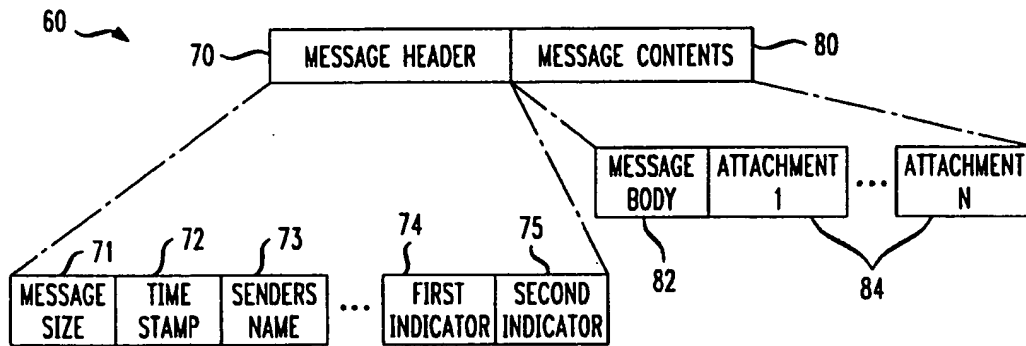 60
70
MESSAGE HEADER
MESSAGE CONTENTS
80
MESSAGE
BODY
ATTACHMENT
1
...
ATTACHMENT
N
82
84
71
72
73
74
75
MESSAGE
SIZE
TIME
STAMP
SENDERS
NAME
...
FIRST
INDICATOR
SECOND
INDICATOR